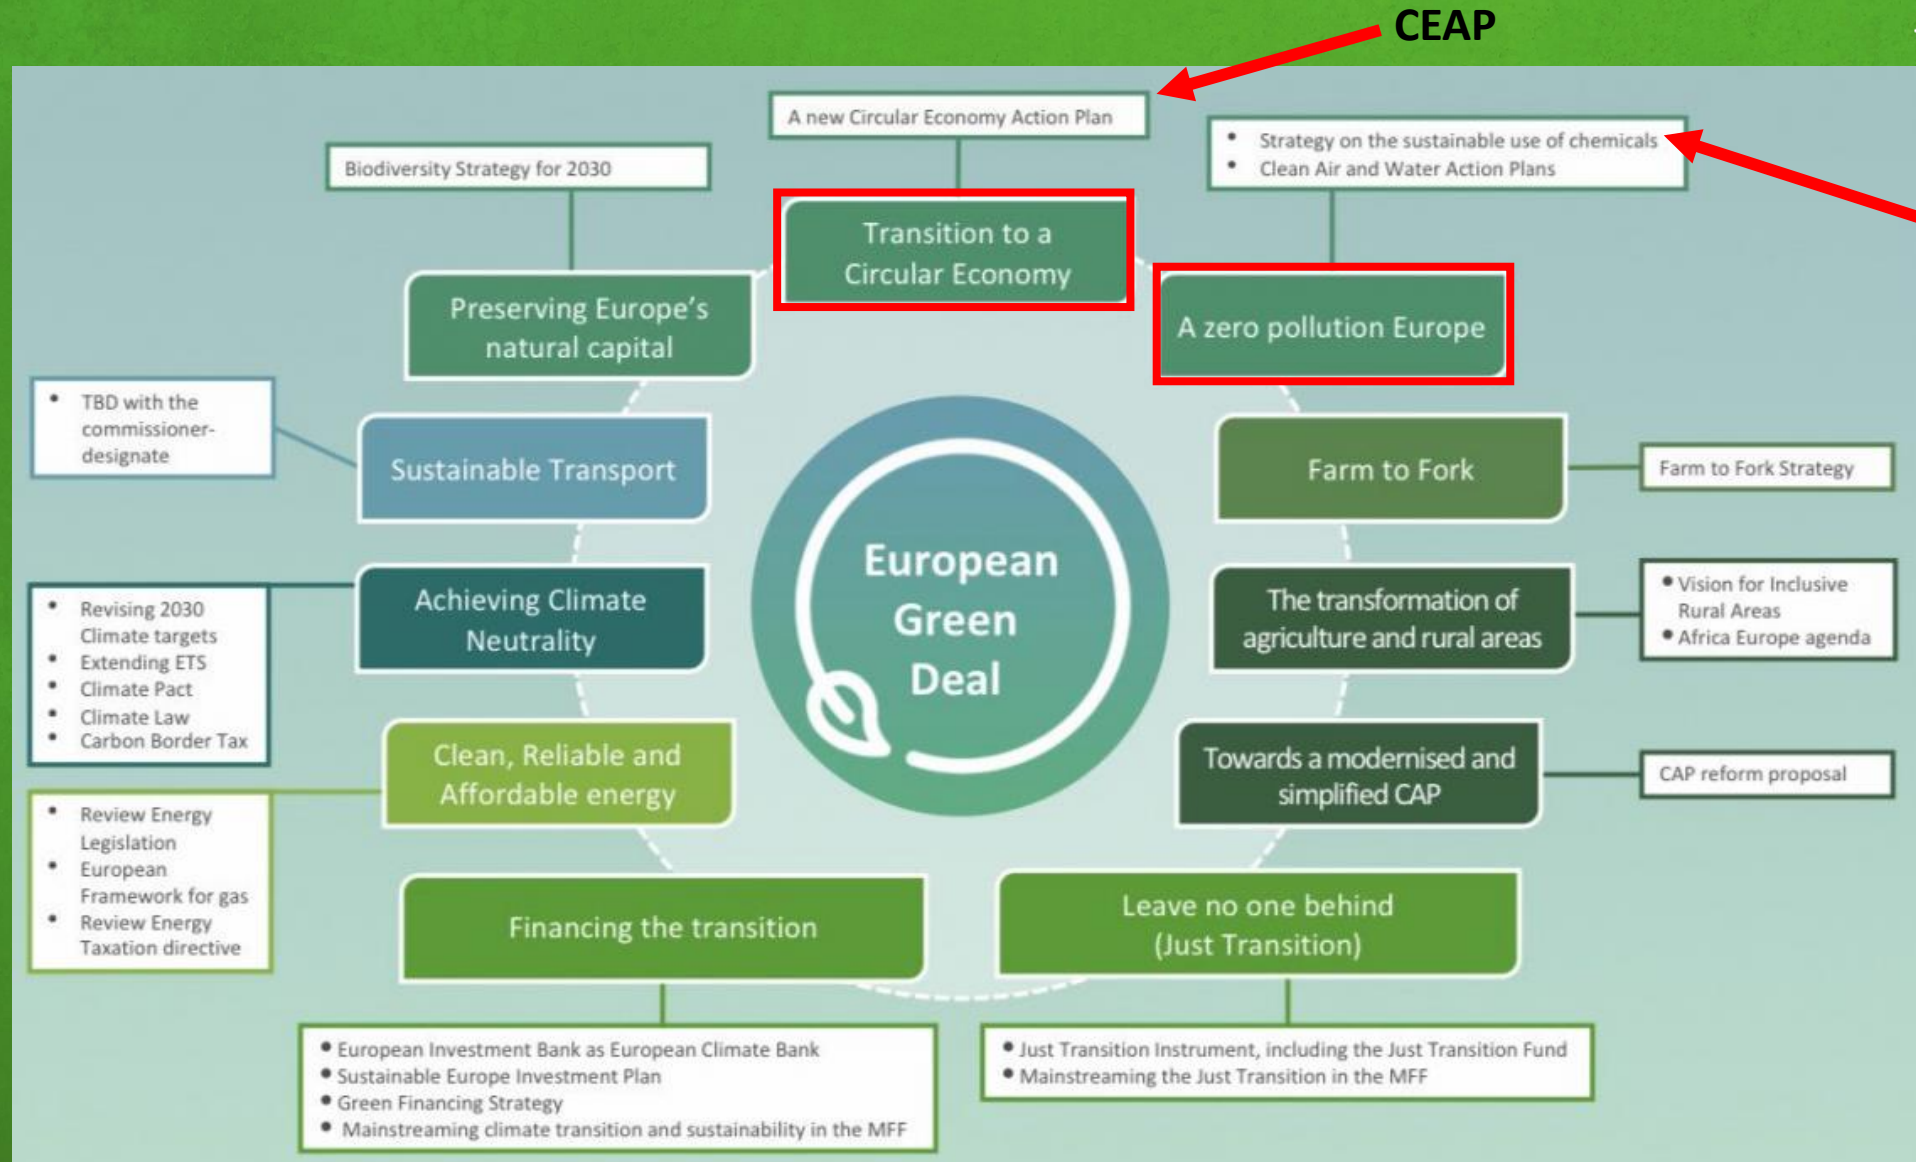 CEAP
A new Circular Economy Action Plan
• Strategy on the sustainable use of chemicals
• Clean Air and Water Action Plans
Biodiversity Strategy for 2030
Transition to a
Circular Economy
Preserving Europe's
natural capital
A zero pollution Europe
• TBD with the
commissioner-
designate
Sustainable Transport
Farm to Fork
Farm to Fork Strategy
European
Green
Deal
• Revising 2030
Climate targets
• Extending ETS
• Climate Pact
• Climate Law
• Carbon Border Tax
Achieving Climate
Neutrality
The transformation of
agriculture and rural areas
• Vision for Inclusive
Rural Areas
• Africa Europe agenda
Clean, Reliable and
Affordable energy
Towards a modernised and
simplified CAP
CAP reform proposal
• Review Energy
Legislation
• European
Framework for gas
• Review Energy
Taxation directive
Financing the transition
Leave no one behind
(Just Transition)
• European Investment Bank as European Climate Bank
• Sustainable Europe Investment Plan
• Green Financing Strategy
• Mainstreaming climate transition and sustainability in the MFF
• Just Transition Instrument, including the Just Transition Fund
• Mainstreaming the Just Transition in the MFF